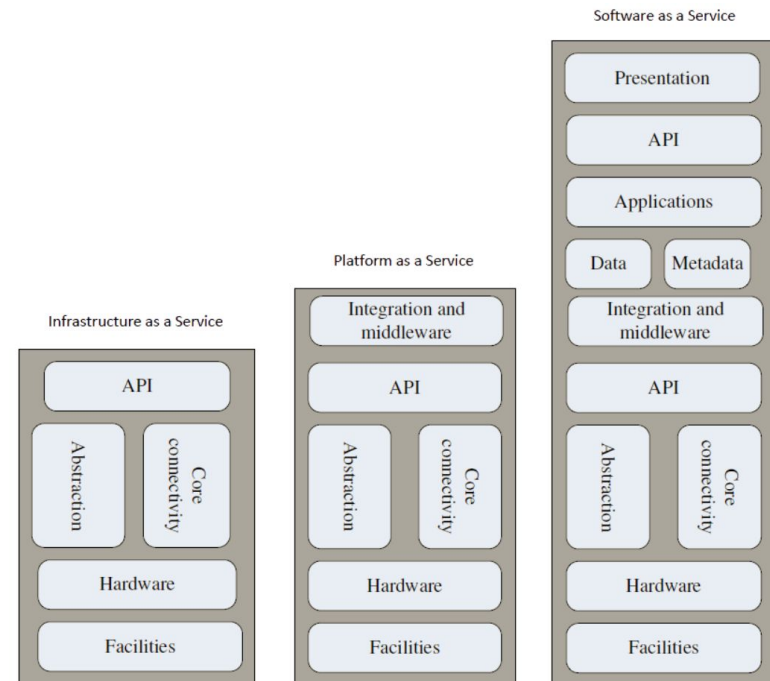 Infrastructure as a Service
API
Abstraction
Core
connectivity
Hardware
Facilities
Platform as a Service
Integration and
middleware
API
Abstraction
Core
connectivity
Hardware
Facilities
Software as a Service
Presentation
API
Applications
Data
Metadata
Integration and
middleware
API
Abstraction
Core
connectivity
Hardware
Facilities